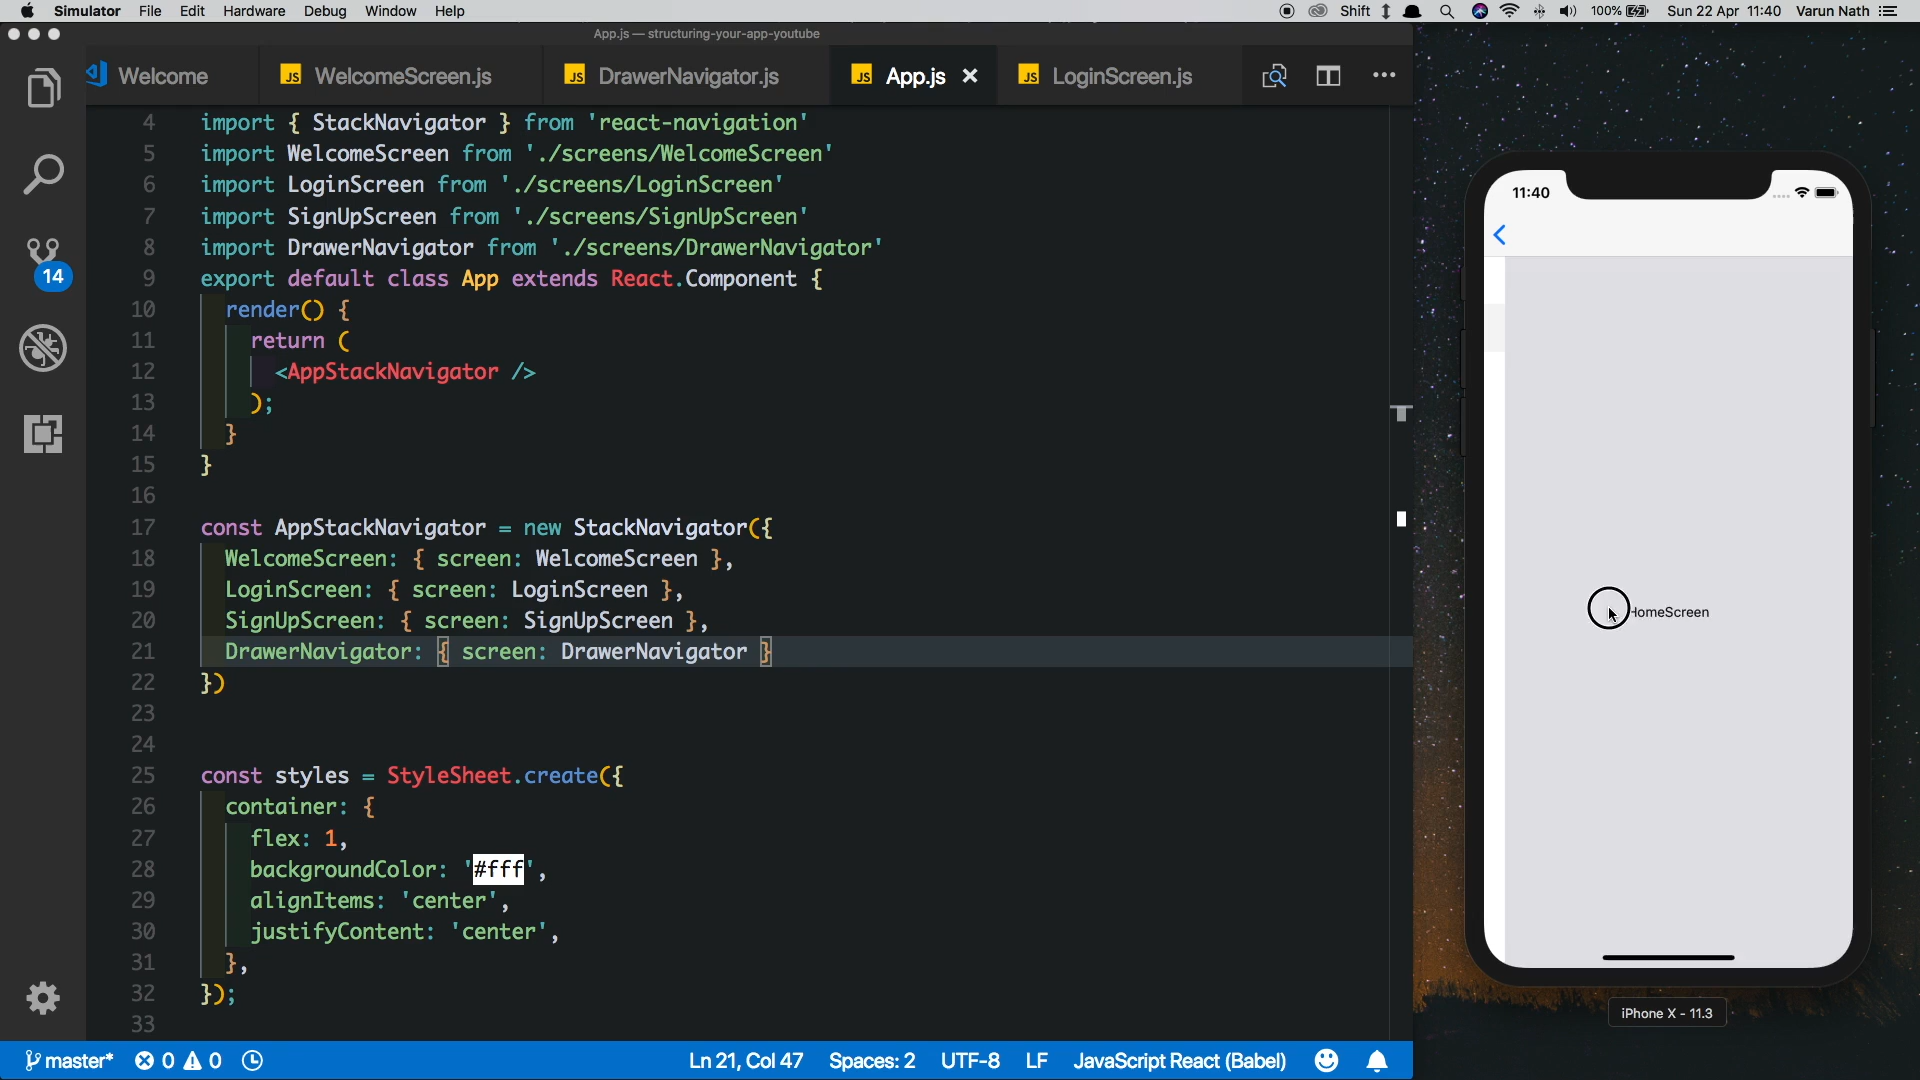 Simulator File Edit Hardware Debug Window Help Shift 100% Sun 22 Apr 11:40 Varun Nath
App.js — structuring-your-app-youtube
Welcome JS WelcomeScreen.js JS DrawerNavigator.js JS App.js JS LoginScreen.js
4 import { StackNavigator } from 'react-navigation'
5 import WelcomeScreen from './screens/WelcomeScreen'
6 import LoginScreen from './screens/LoginScreen'
7 import SignUpScreen from './screens/SignUpScreen'
8 import DrawerNavigator from './screens/DrawerNavigator'
9 export default class App extends React.Component {
10 render() {
11 return (
12 <AppStackNavigator />
13 );
14 }
15 }
16
17 const AppStackNavigator = new StackNavigator({
18 WelcomeScreen: { screen: WelcomeScreen },
19 LoginScreen: { screen: LoginScreen },
20 SignUpScreen: { screen: SignUpScreen },
21 DrawerNavigator: { screen: DrawerNavigator }
22 })
23
24
25 const styles = StyleSheet.create({
26 container: {
27 flex: 1,
28 backgroundColor: '#fff',
29 alignItems: 'center',
30 justifyContent: 'center',
31 },
32 });
33
14
master* 0 0 Ln 21, Col 47 Spaces: 2 UTF-8 LF JavaScript React (Babel)
11:40
HomeScreen
iPhone X - 11.3